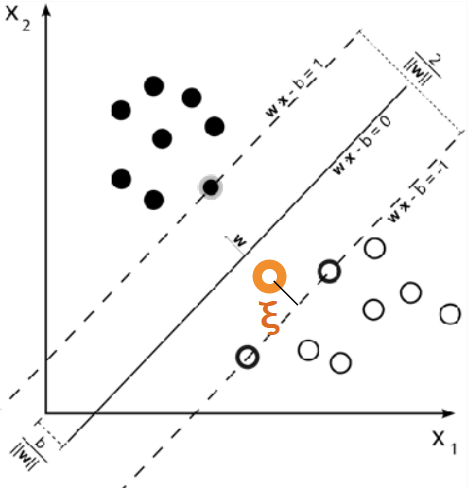 X₂
w x - b = 1
2
||w||
w x - b = 0
w x - b = -1
w
ξ
b
||w||
X₁